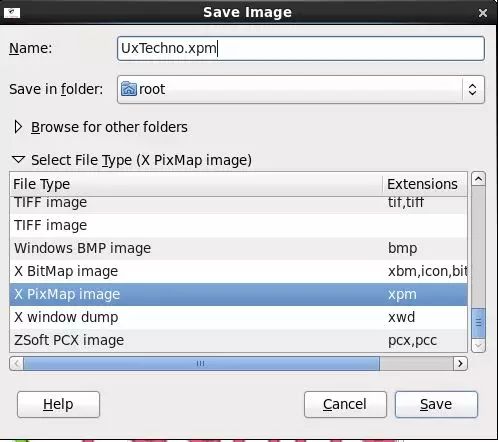 Save Image
Name: UxTechno.xpm
Save in folder: root
Browse for other folders
Select File Type (X PixMap image)
File Type Extensions
TIFF image tif,tiff
TIFF image
Windows BMP image bmp
X BitMap image xbm,icon,bit
X PixMap image xpm
X window dump xwd
ZSoft PCX image pcx,pcc
Help Cancel Save